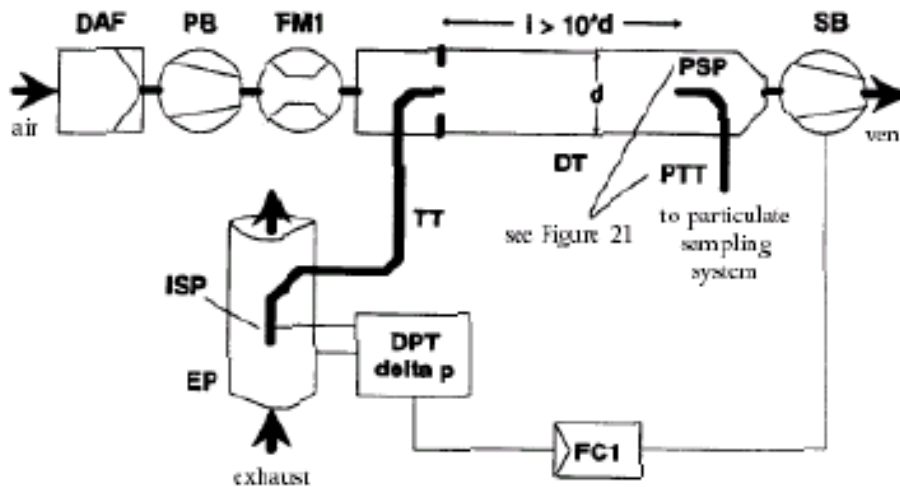 DAF PB FM1 l > 10*d SB
air
d
PSP
vent
DT
PTT
TT
see Figure 21
to particulate
sampling
system
ISP
DPT
delta p
EP
FC1
exhaust